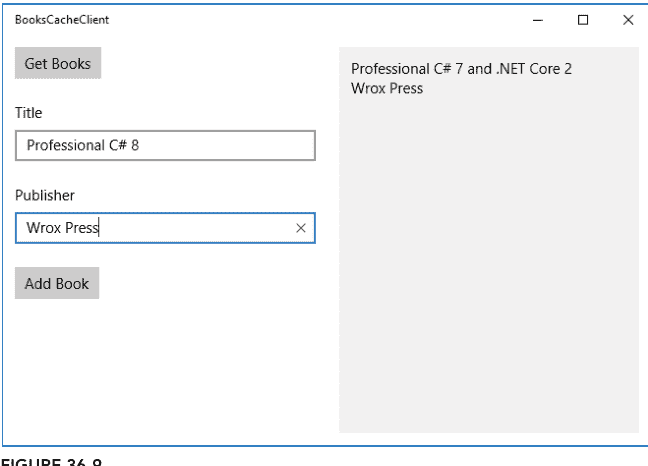 BooksCacheClient
Get Books
Title
Professional C# 8
Publisher
Wrox Press
Add Book
Professional C# 7 and .NET Core 2
Wrox Press
FIGURE 36-9